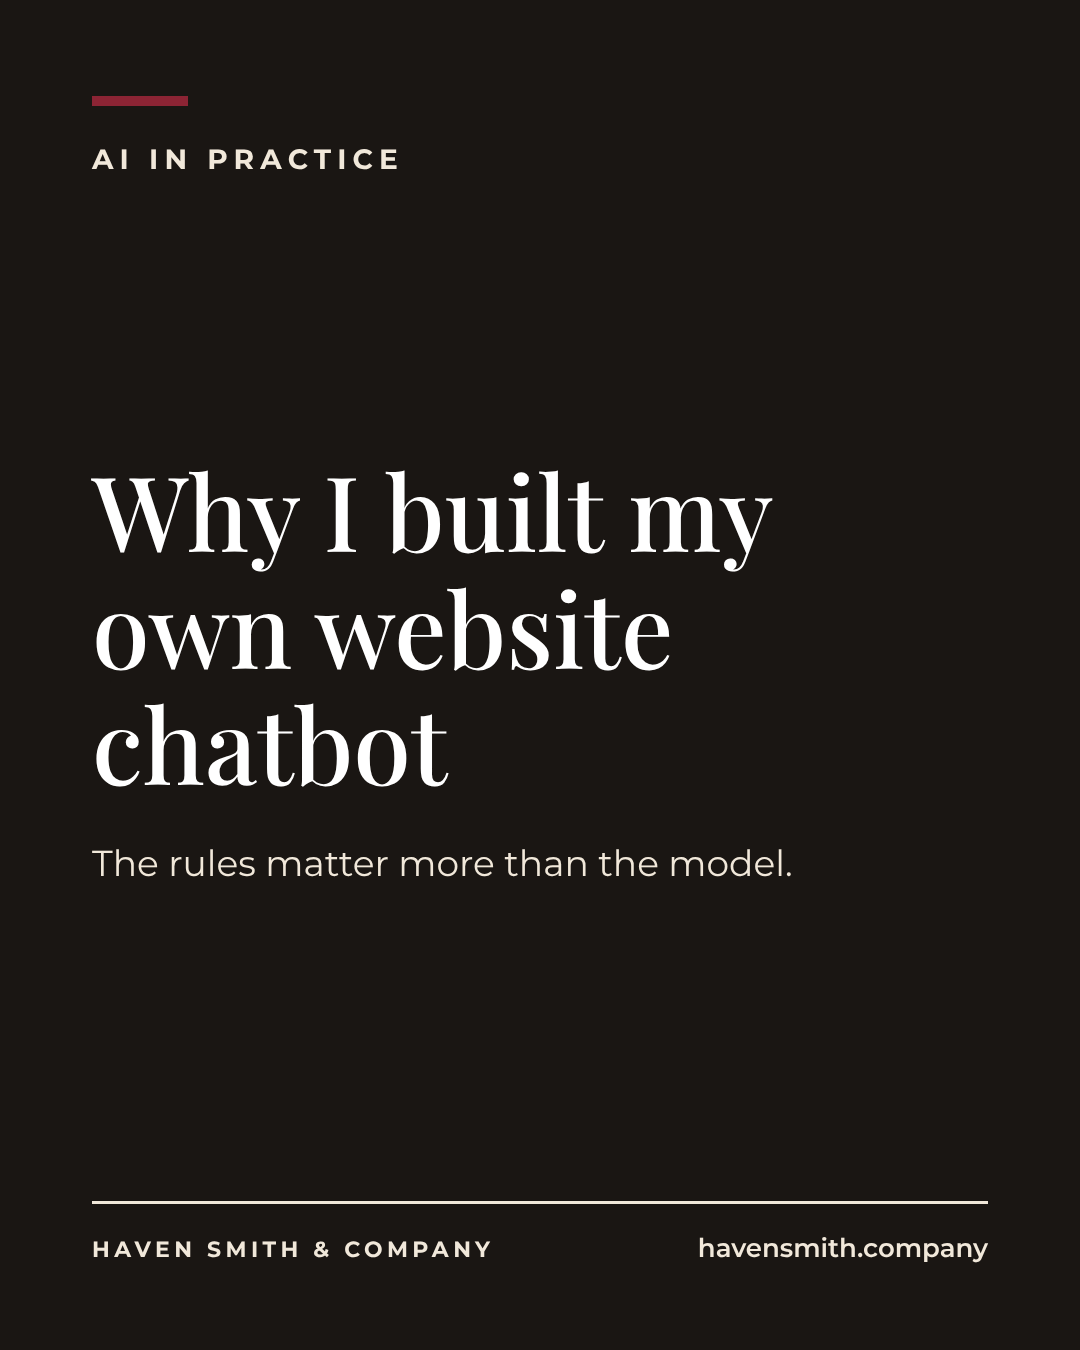 AI IN PRACTICE
Why I built my
own website
chatbot
The rules matter more than the model.
HAVEN SMITH & COMPANY
havensmith.company